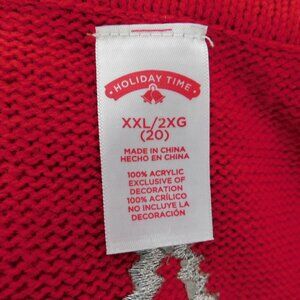 HOLIDAY TIME
XXL/2XG
(20)
MADE IN CHINA
HECHO EN CHINA
100% ACRYLIC
EXCLUSIVE OF
DECORATION
100% ACRÍLICO
NO INCLUYE LA
DECORACIÓN